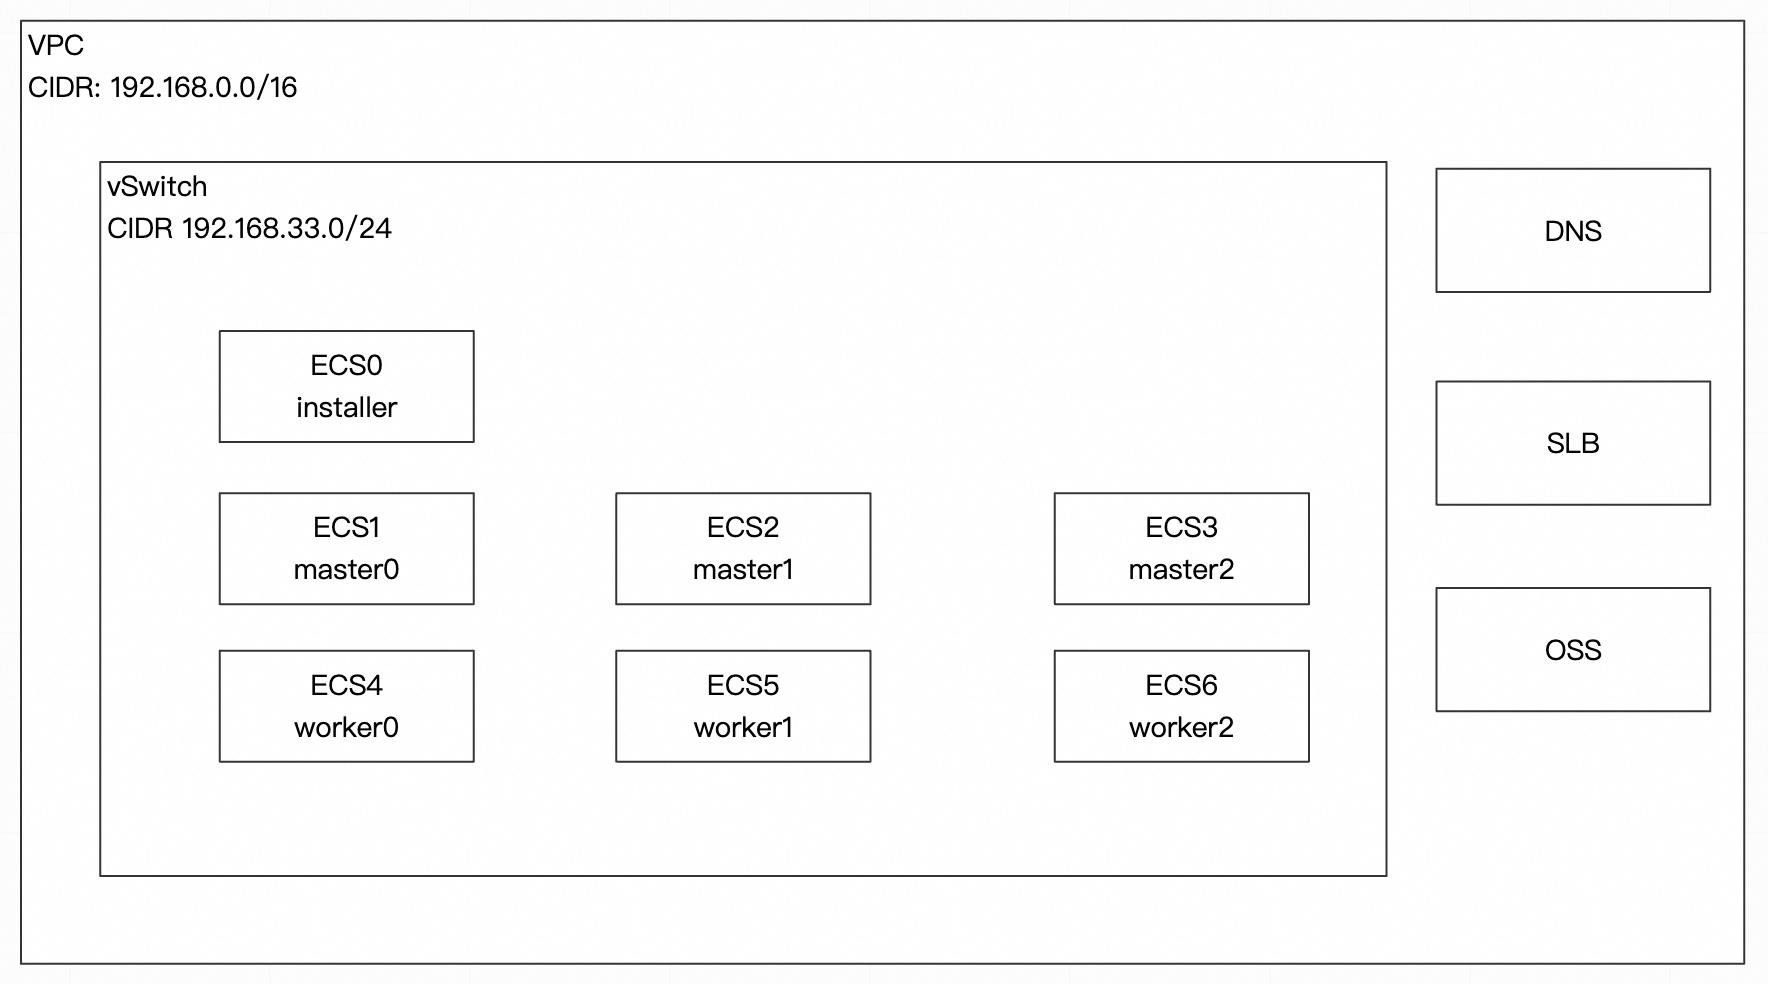 VPC
CIDR: 192.168.0.0/16
vSwitch
CIDR 192.168.33.0/24
DNS
ECS0
installer
SLB
ECS1
master0
ECS2
master1
ECS3
master2
OSS
ECS4
worker0
ECS5
worker1
ECS6
worker2